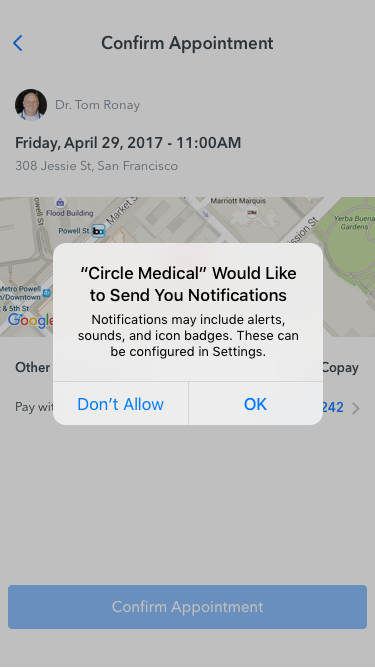 Confirm Appointment
Dr. Tom Ronay
Friday, April 29, 2017 - 11:00AM
308 Jessie St, San Francisco
Marriott Marquis
Flood Building
Market S
owell St
Powell St
Yerba Buena
Gardens
ssion St
Metro Powell
n/Downtown
& 5th St
Google
“Circle Medical” Would Like
to Send You Notifications
Notifications may include alerts,
sounds, and icon badges. These can
be configured in Settings.
Don’t Allow
OK
Other
Copay
Pay wit
242
Confirm Appointment